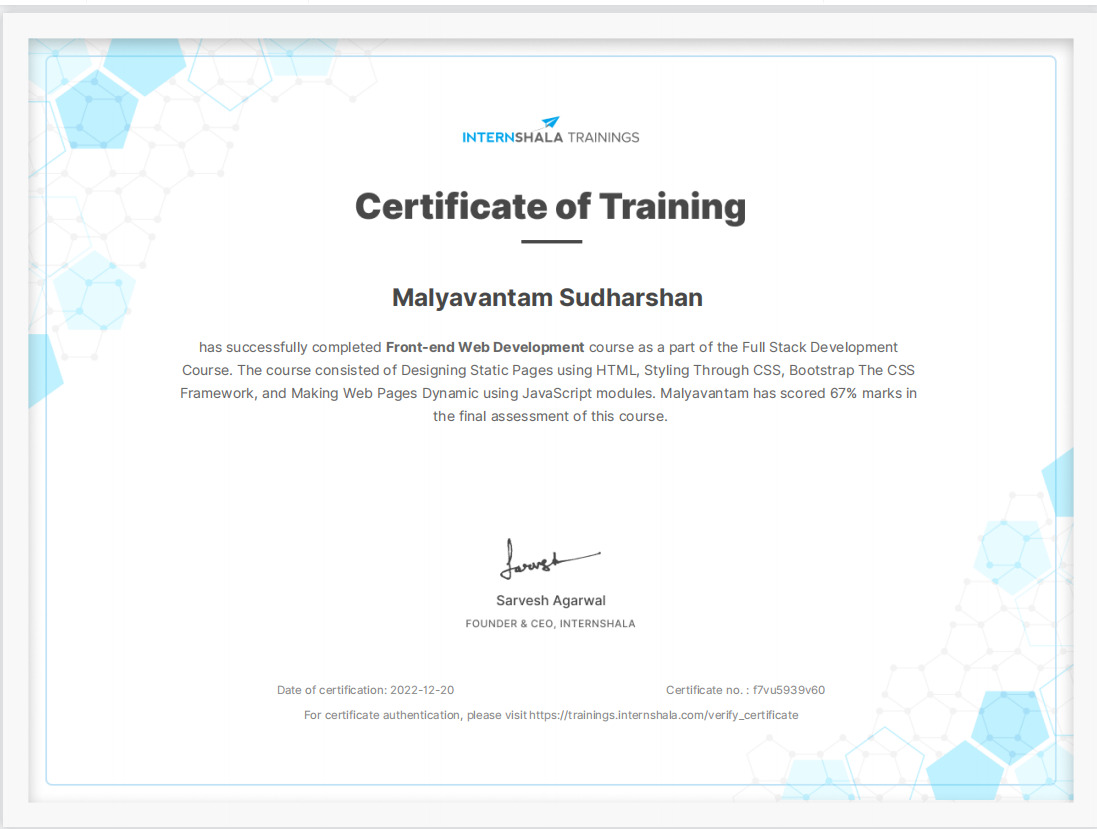 INTERNSHALA TRAININGS
Certificate of Training
Malyavantam Sudharshan
has successfully completed Front-end Web Development course as a part of the Full Stack Development
Course. The course consisted of Designing Static Pages using HTML, Styling Through CSS, Bootstrap The CSS
Framework, and Making Web Pages Dynamic using JavaScript modules. Malyavantam has scored 67% marks in
the final assessment of this course.
Sarvesh
Sarvesh Agarwal
FOUNDER & CEO, INTERNSHALA
Date of certification: 2022-12-20 Certificate no. : f7vu5939v60
For certificate authentication, please visit https://trainings.internshala.com/verify_certificate